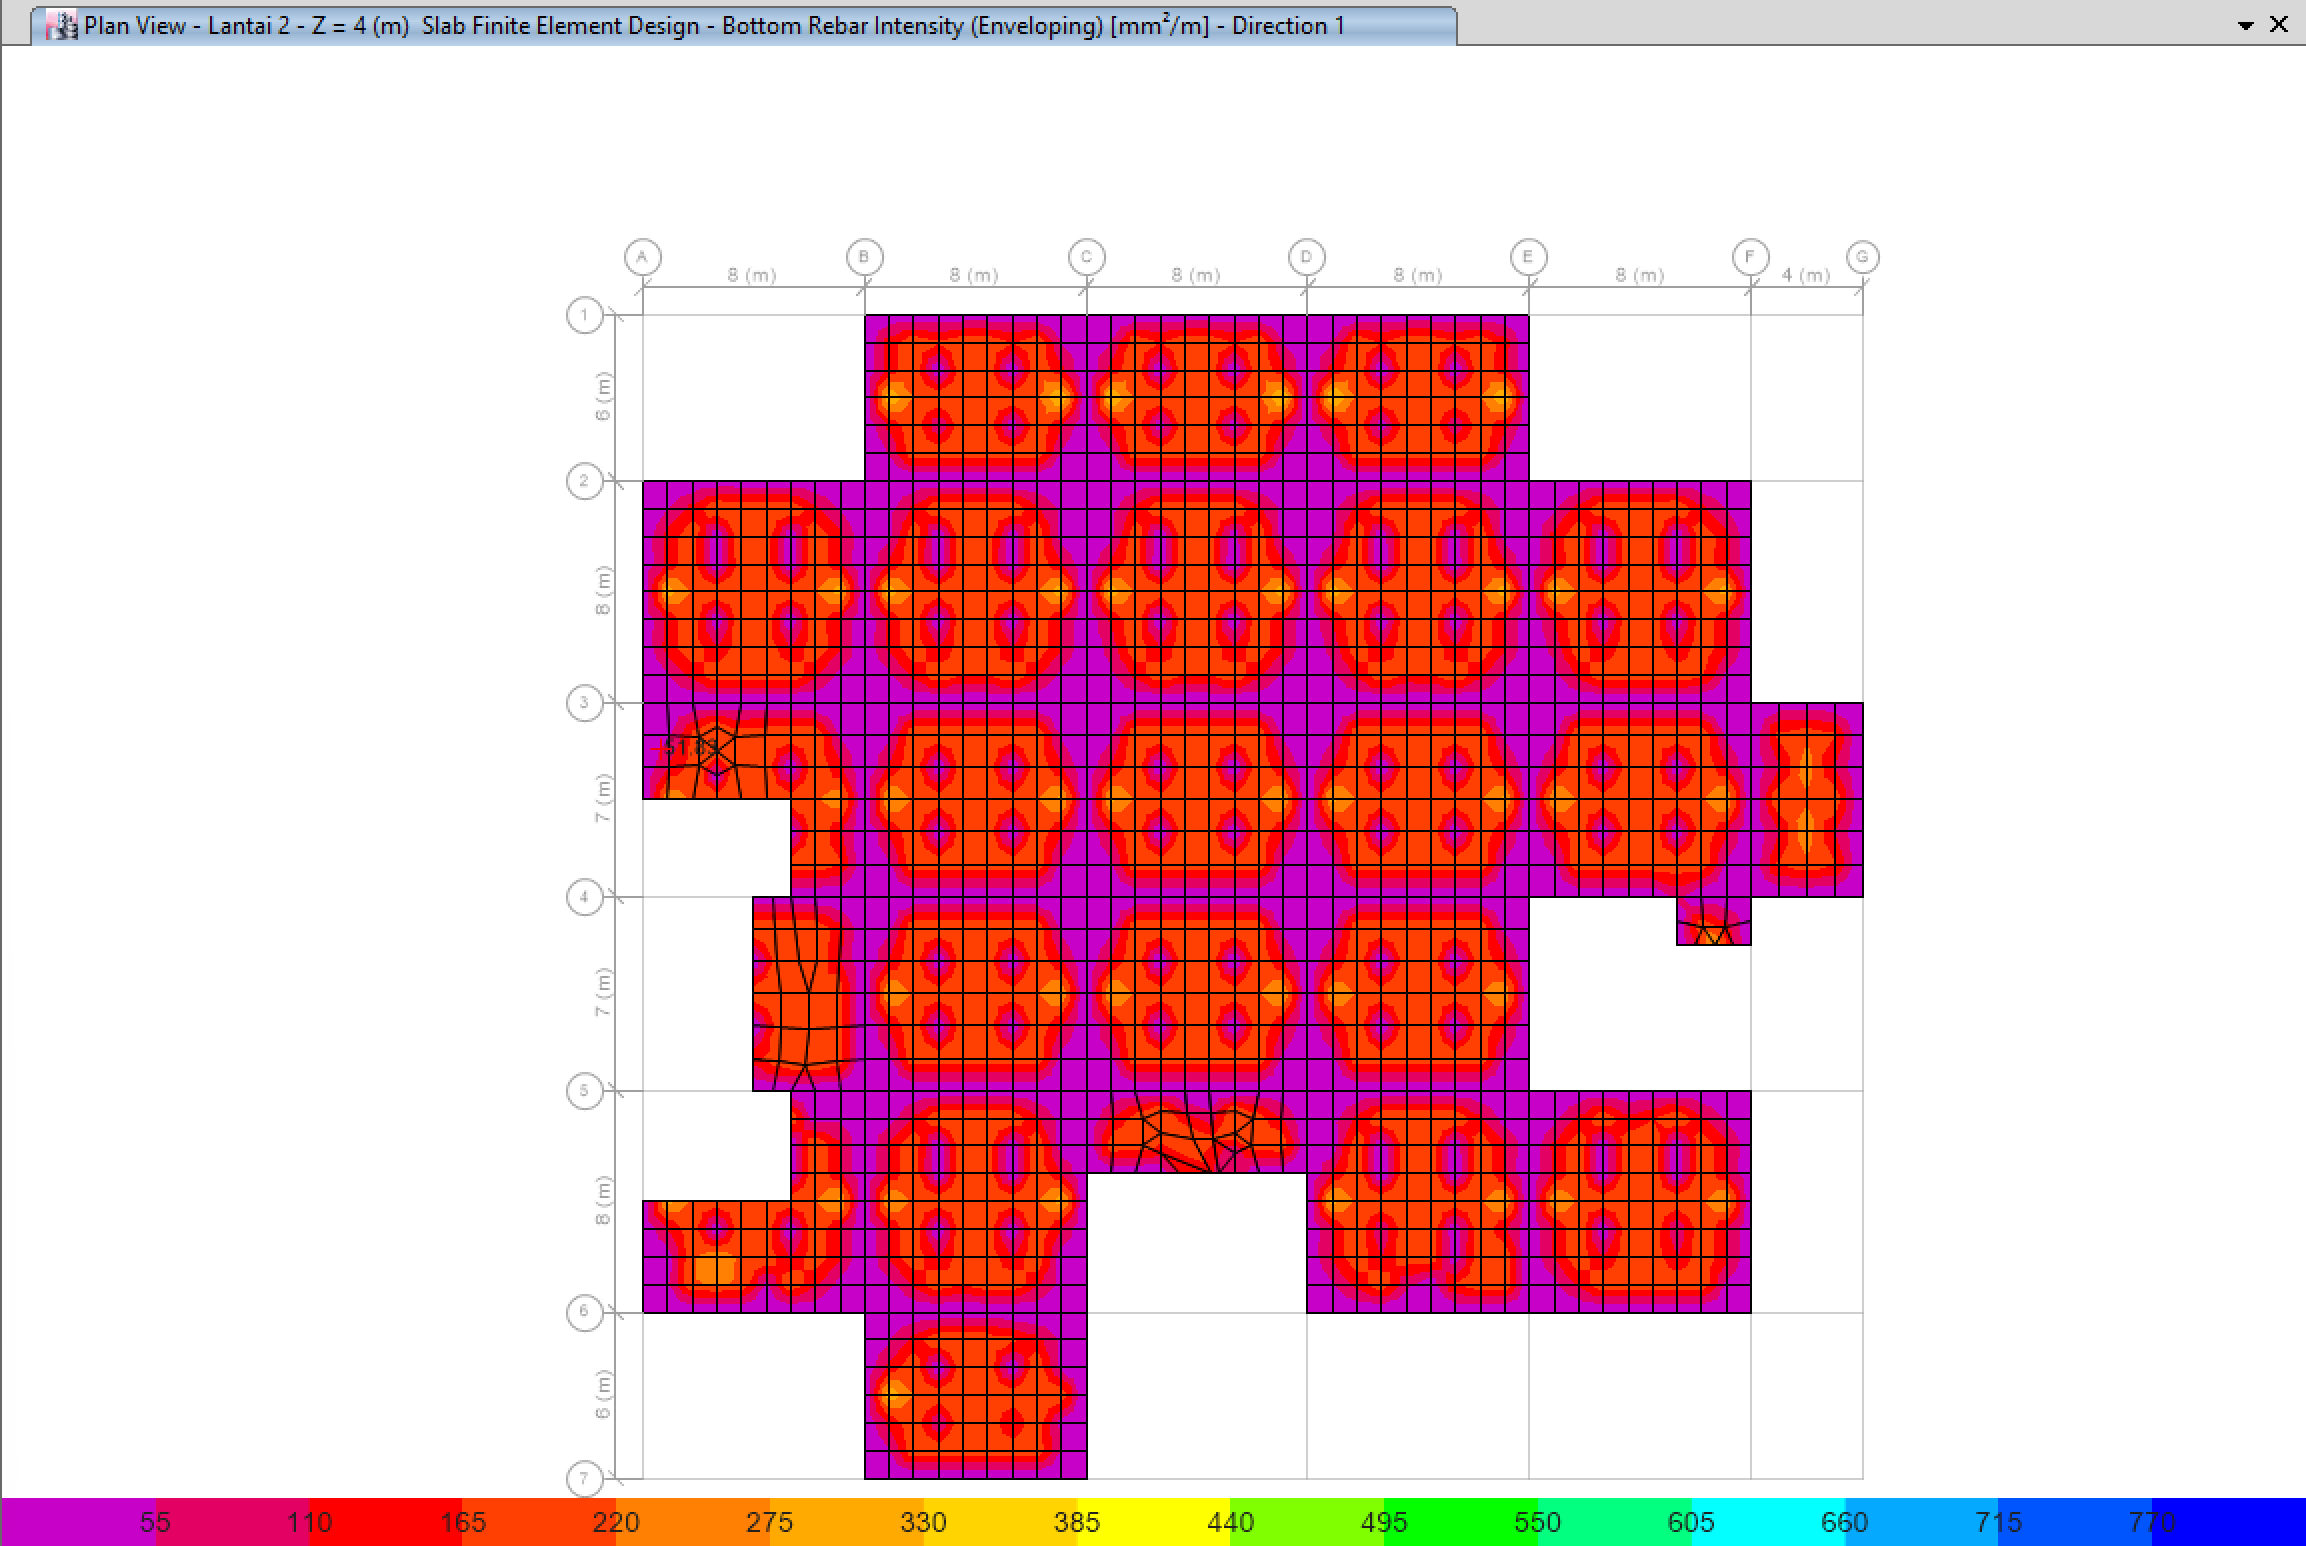 Plan View - Lantai 2 - Z = 4 (m)  Slab Finite Element Design - Bottom Rebar Intensity (Enveloping) [mm²/m] - Direction 1
A B C D E F G
8 (m) 8 (m) 8 (m) 8 (m) 8 (m) 4 (m)
1
6 (m)
2
8 (m)
3
7 (m)
4
7 (m)
5
8 (m)
6
6 (m)
7
55 110 165 220 275 330 385 440 495 550 605 660 715 770